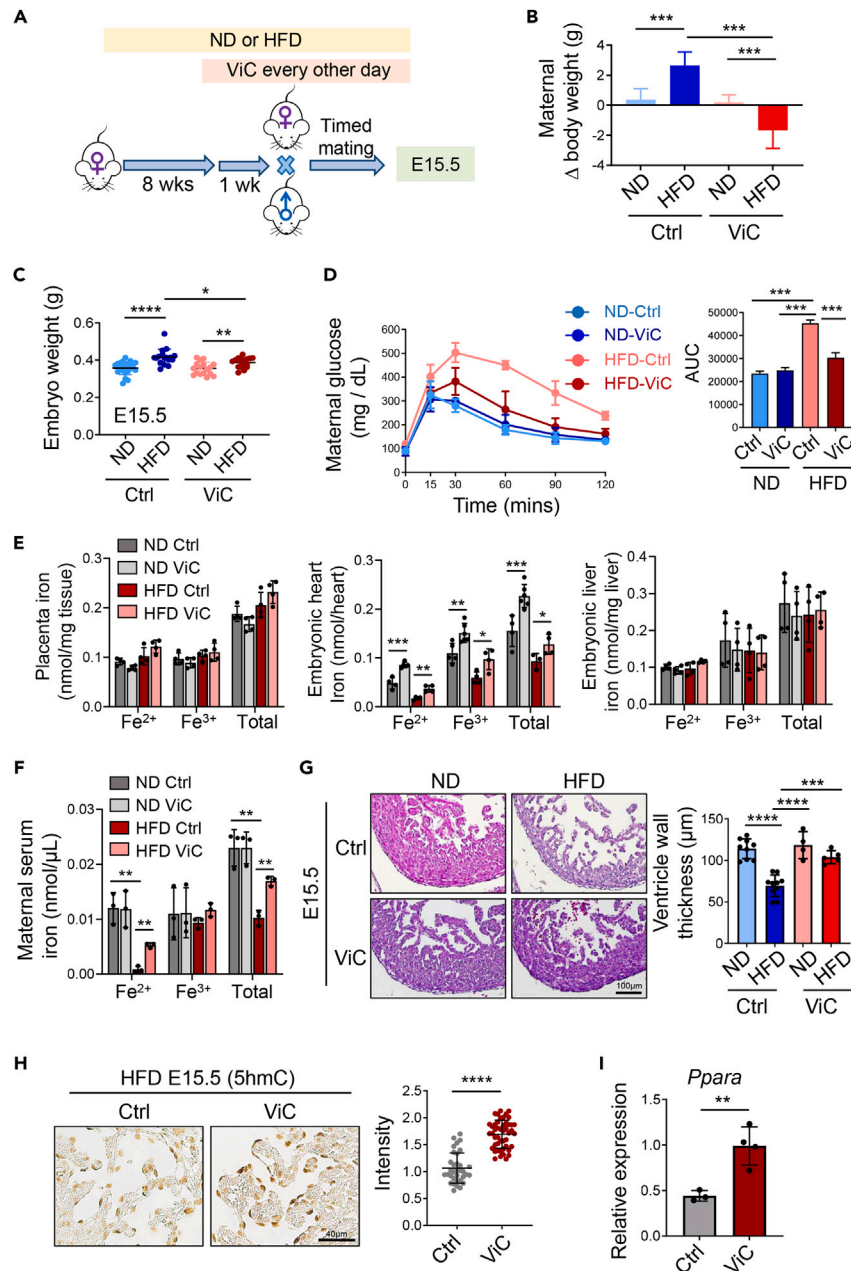 A
ND or HFD
ViC every other day
Timed
mating
8 wks
1 wk
E15.5
B
Maternal
Δ body weight (g)
4
2
0
-2
-4
***
***
***
ND
HFD
ND
HFD
Ctrl
ViC
C
Embryo weight (g)
0.6
0.4
0.2
0.0
****
*
**
E15.5
ND
HFD
ND
HFD
Ctrl
ViC
D
Maternal glucose
(mg / dL)
600
500
400
300
200
100
0
0
15
30
60
90
120
Time (mins)
ND-Ctrl
ND-ViC
HFD-Ctrl
HFD-ViC
AUC
50000
40000
30000
20000
10000
0
***
***
***
Ctrl
ViC
Ctrl
ViC
ND
HFD
E
Placenta iron
(nmol/mg tissue)
0.3
0.2
0.1
0.0
ND Ctrl
ND ViC
HFD Ctrl
HFD ViC
Fe2+
Fe3+
Total
Embryonic heart
Iron (nmol/heart)
0.3
0.2
0.1
0.0
***
**
**
*
***
*
Fe2+
Fe3+
Total
Embryonic liver
iron (nmol/mg liver)
0.4
0.3
0.2
0.1
0.0
Fe2+
Fe3+
Total
F
Maternal serum
iron (nmol/µL)
0.03
0.02
0.01
0.00
ND Ctrl
ND ViC
HFD Ctrl
HFD ViC
**
**
**
**
Fe2+
Fe3+
Total
G
ND
HFD
E15.5
Ctrl
ViC
100µm
Ventricle wall
thickness (µm)
150
100
50
0
****
****
***
ND
HFD
ND
HFD
Ctrl
ViC
H
HFD E15.5 (5hmC)
Ctrl
ViC
40µm
Intensity
2.5
2.0
1.5
1.0
0.5
0.0
****
Ctrl
ViC
I
Ppara
Relative expression
1.5
1.0
0.5
0.0
**
Ctrl
ViC